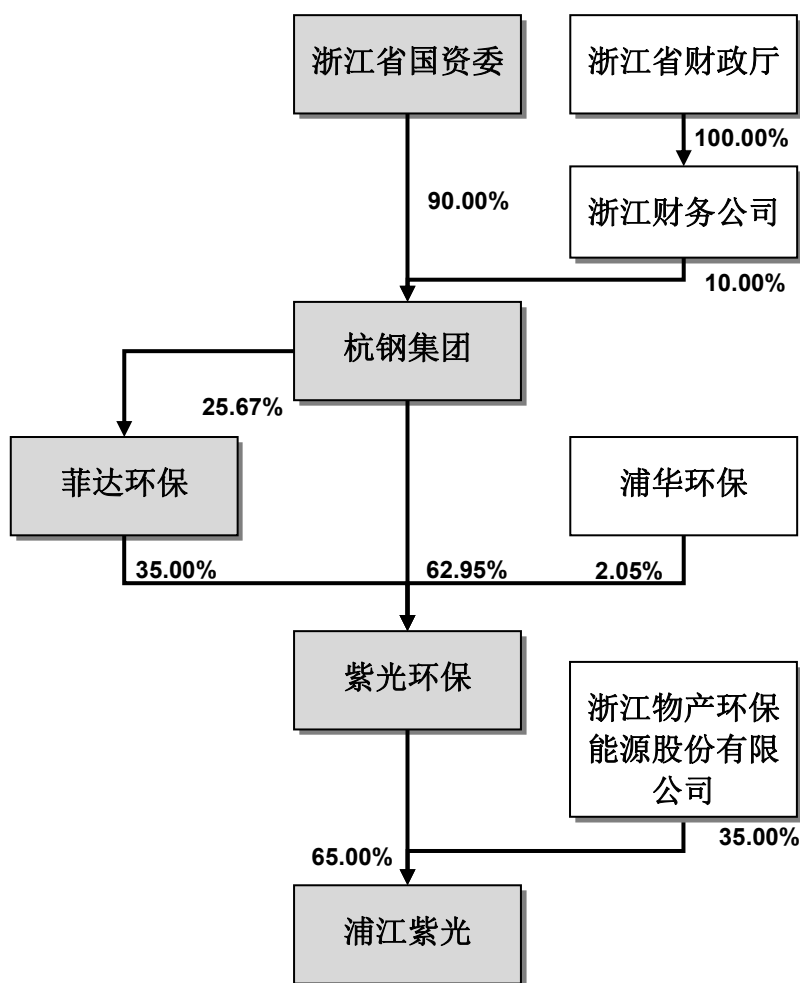 浙江省国资委
浙江省财政厅
100.00%
90.00%
浙江财务公司
10.00%
杭钢集团
25.67%
菲达环保
浦华环保
35.00%
62.95%
2.05%
紫光环保
浙江物产环保
能源股份有限
公司
35.00%
65.00%
浦江紫光